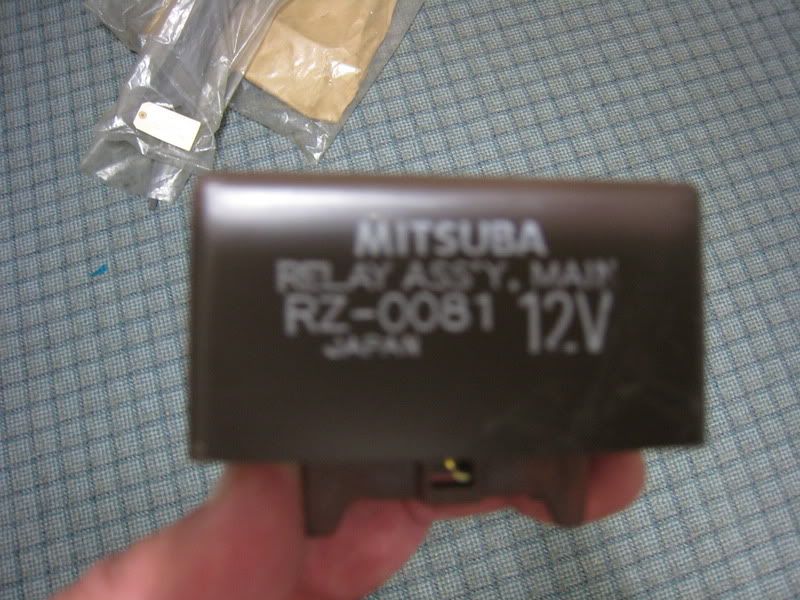 MITSUBA
RELAY ASS'Y. MAIN
RZ-0081 12V
JAPAN